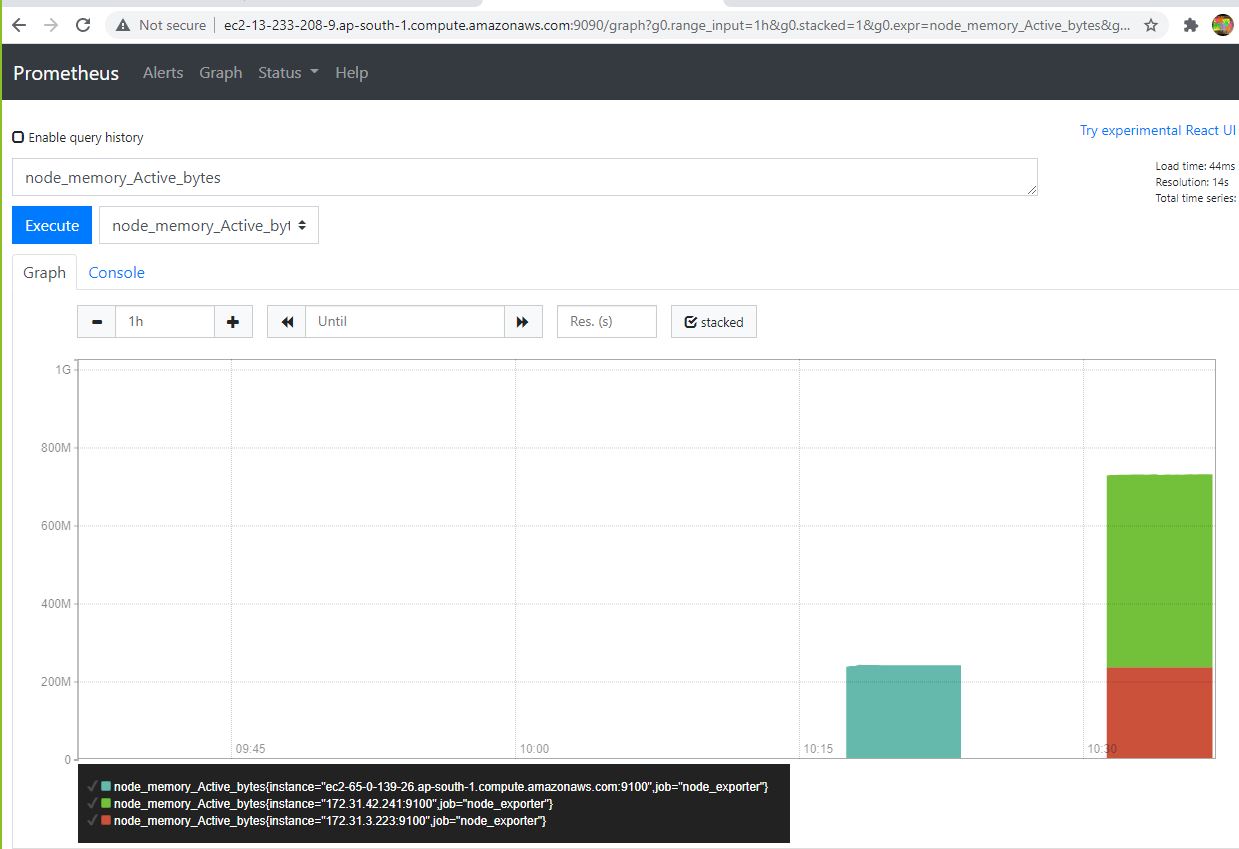 Not secure | ec2-13-233-208-9.ap-south-1.compute.amazonaws.com:9090/graph?g0.range_input=1h&g0.stacked=1&g0.expr=node_memory_Active_bytes&g...
Prometheus Alerts Graph Status Help
Try experimental React UI
Enable query history
Load time: 44ms
Resolution: 14s
Total time series:
node_memory_Active_bytes
Execute node_memory_Active_byt
Graph Console
1h Until Res. (s) stacked
1G
800M
600M
400M
200M
0
09:45 10:00 10:15 10:30
node_memory_Active_bytes{instance="ec2-65-0-139-26.ap-south-1.compute.amazonaws.com:9100",job="node_exporter"}
node_memory_Active_bytes{instance="172.31.42.241:9100",job="node_exporter"}
node_memory_Active_bytes{instance="172.31.3.223:9100",job="node_exporter"}